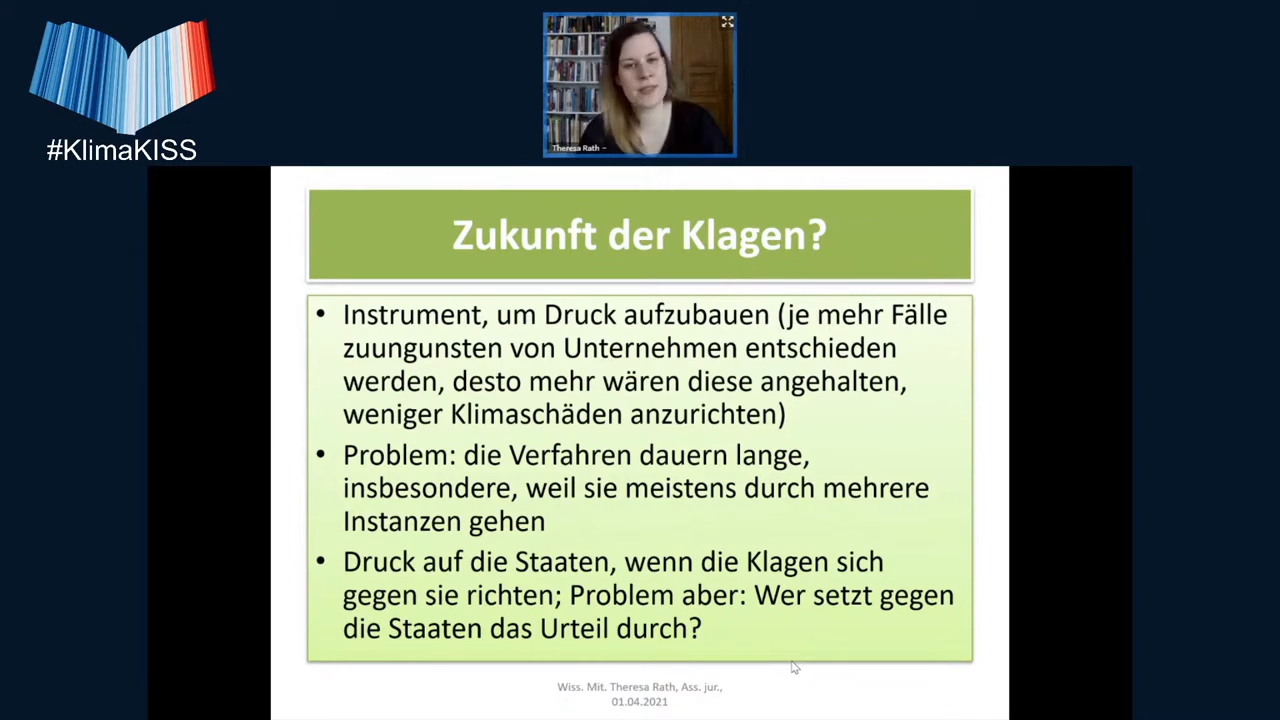 #KlimaKISS
Theresa Rath –
Zukunft der Klagen?
• Instrument, um Druck aufzubauen (je mehr Fälle
zuungunsten von Unternehmen entschieden
werden, desto mehr wären diese angehalten,
weniger Klimaschäden anzurichten)
• Problem: die Verfahren dauern lange,
insbesondere, weil sie meistens durch mehrere
Instanzen gehen
• Druck auf die Staaten, wenn die Klagen sich
gegen sie richten; Problem aber: Wer setzt gegen
die Staaten das Urteil durch?
Wiss. Mit. Theresa Rath, Ass. jur.,
01.04.2021